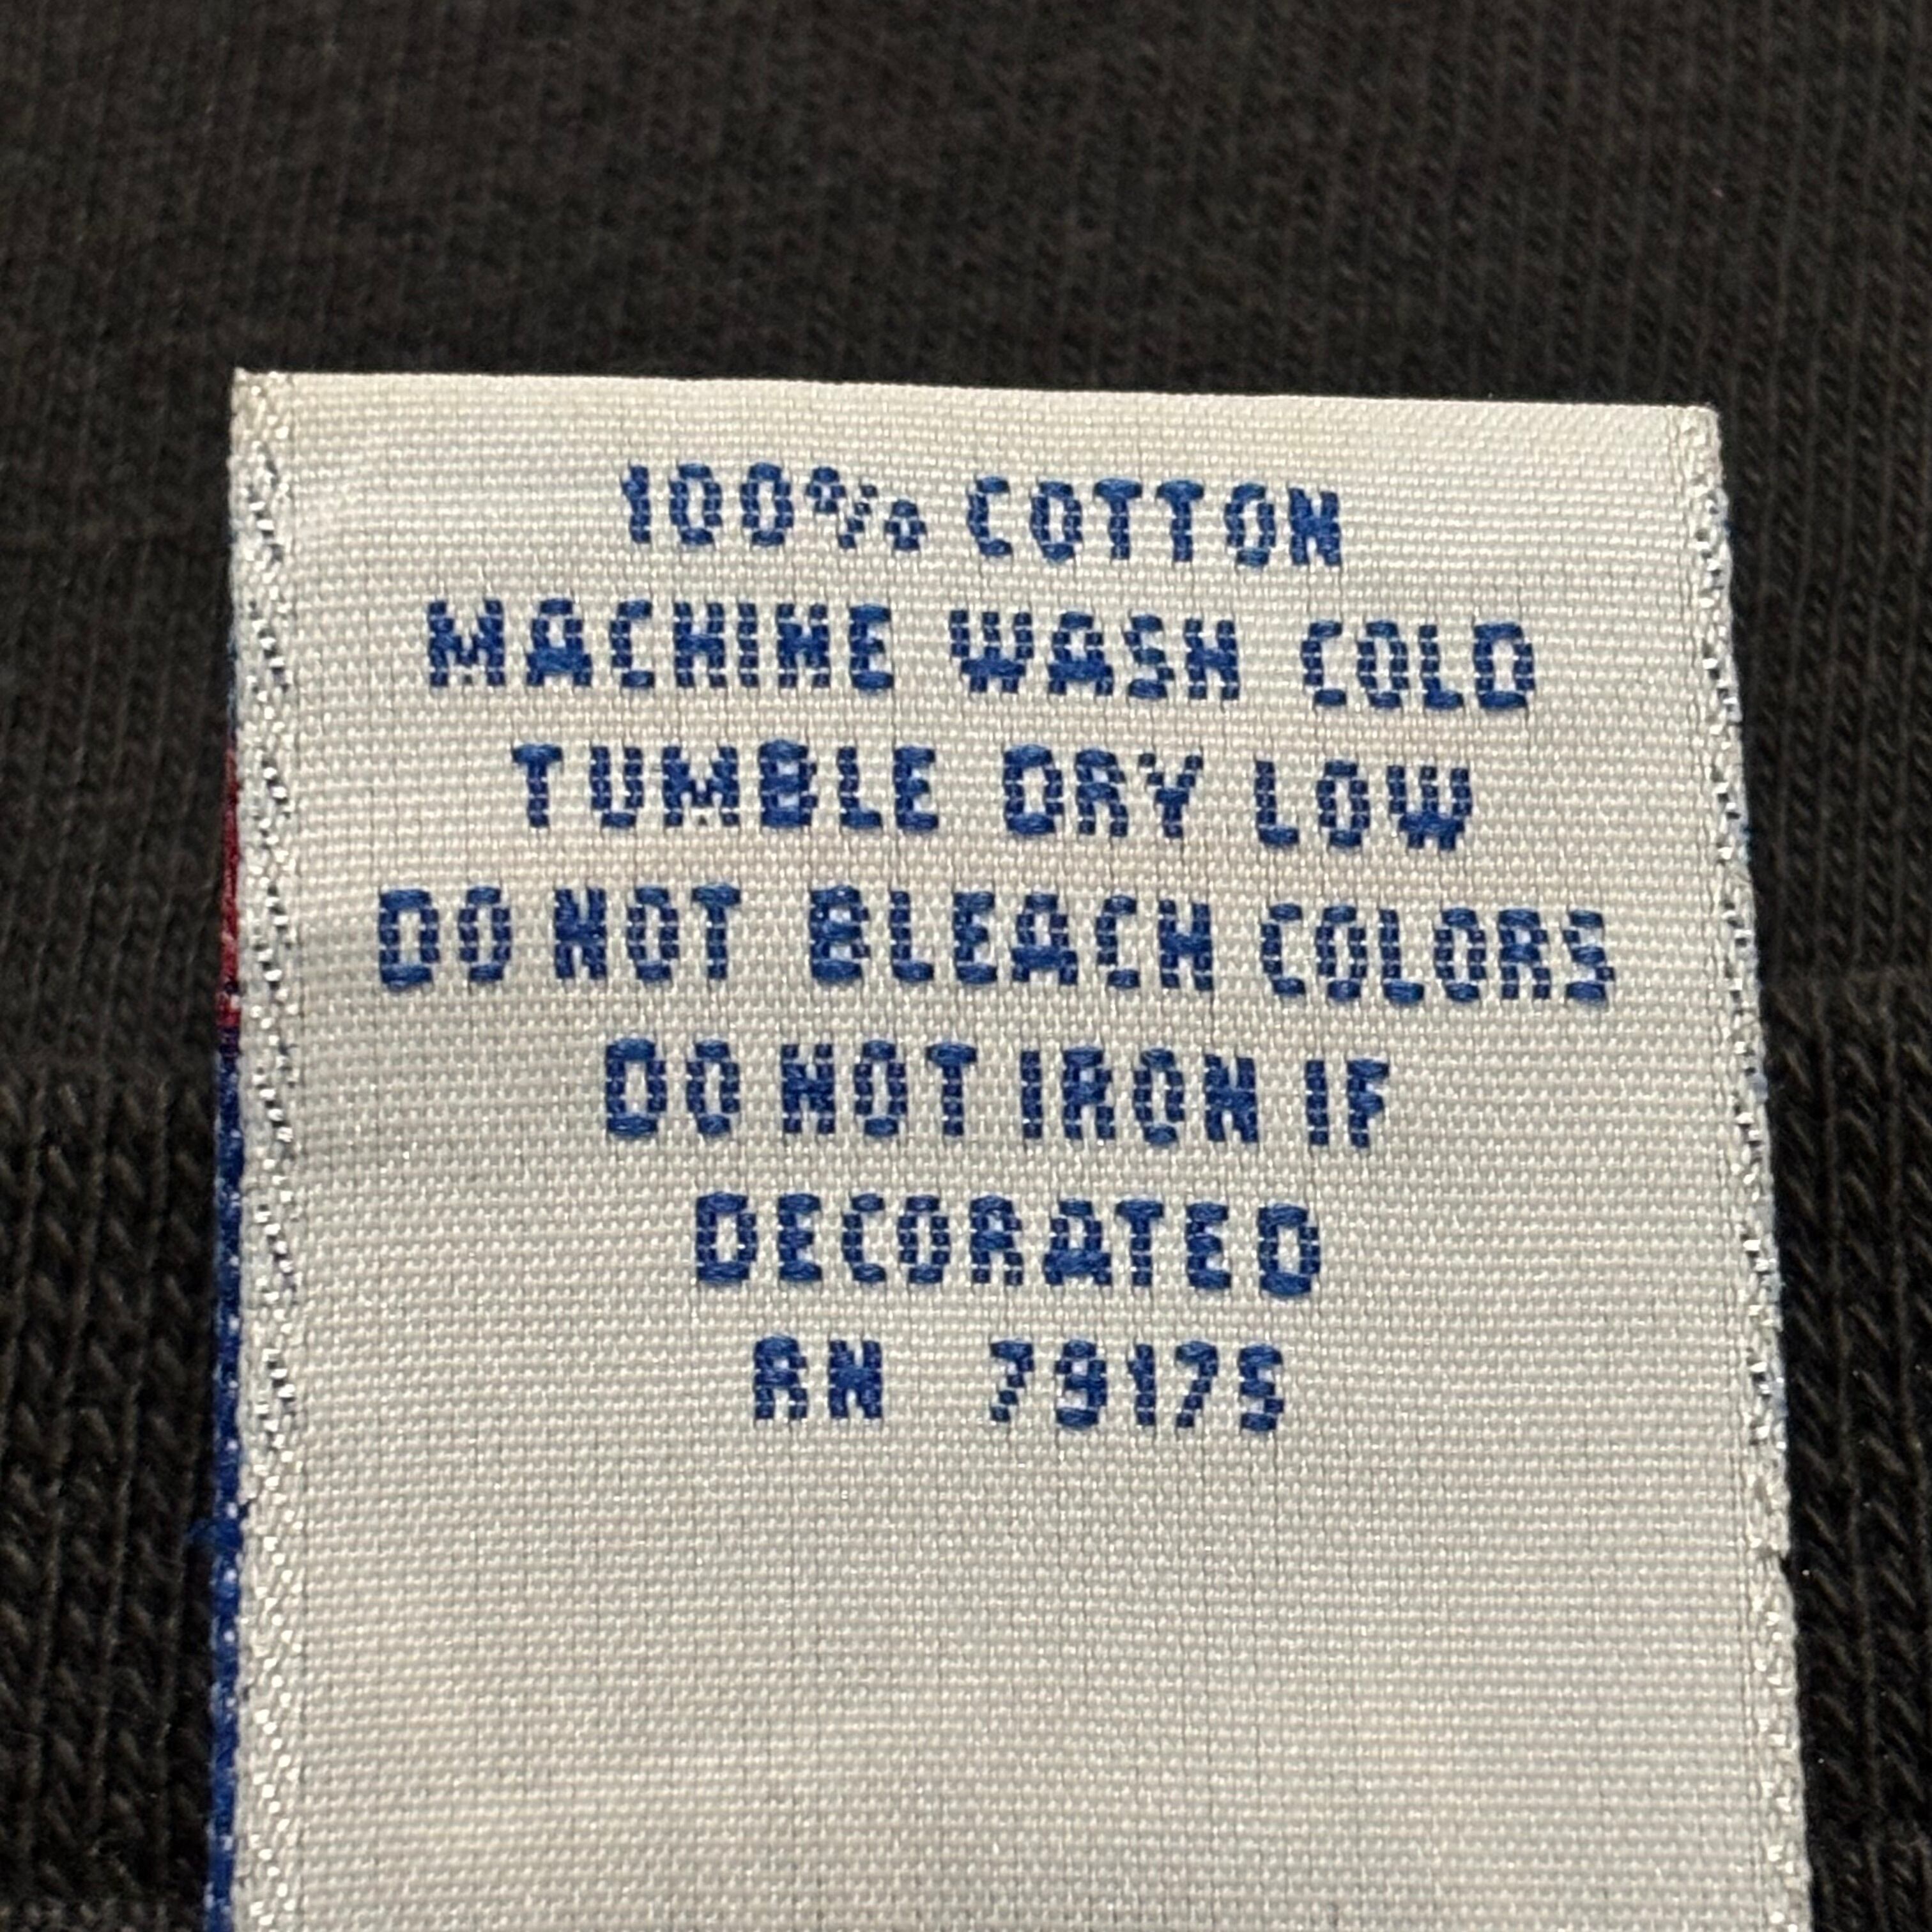 100% COTTON
MACHINE WASH COLD
TUMBLE DRY LOW
DO NOT BLEACH COLORS
DO NOT IRON IF
DECORATED
RN 79175